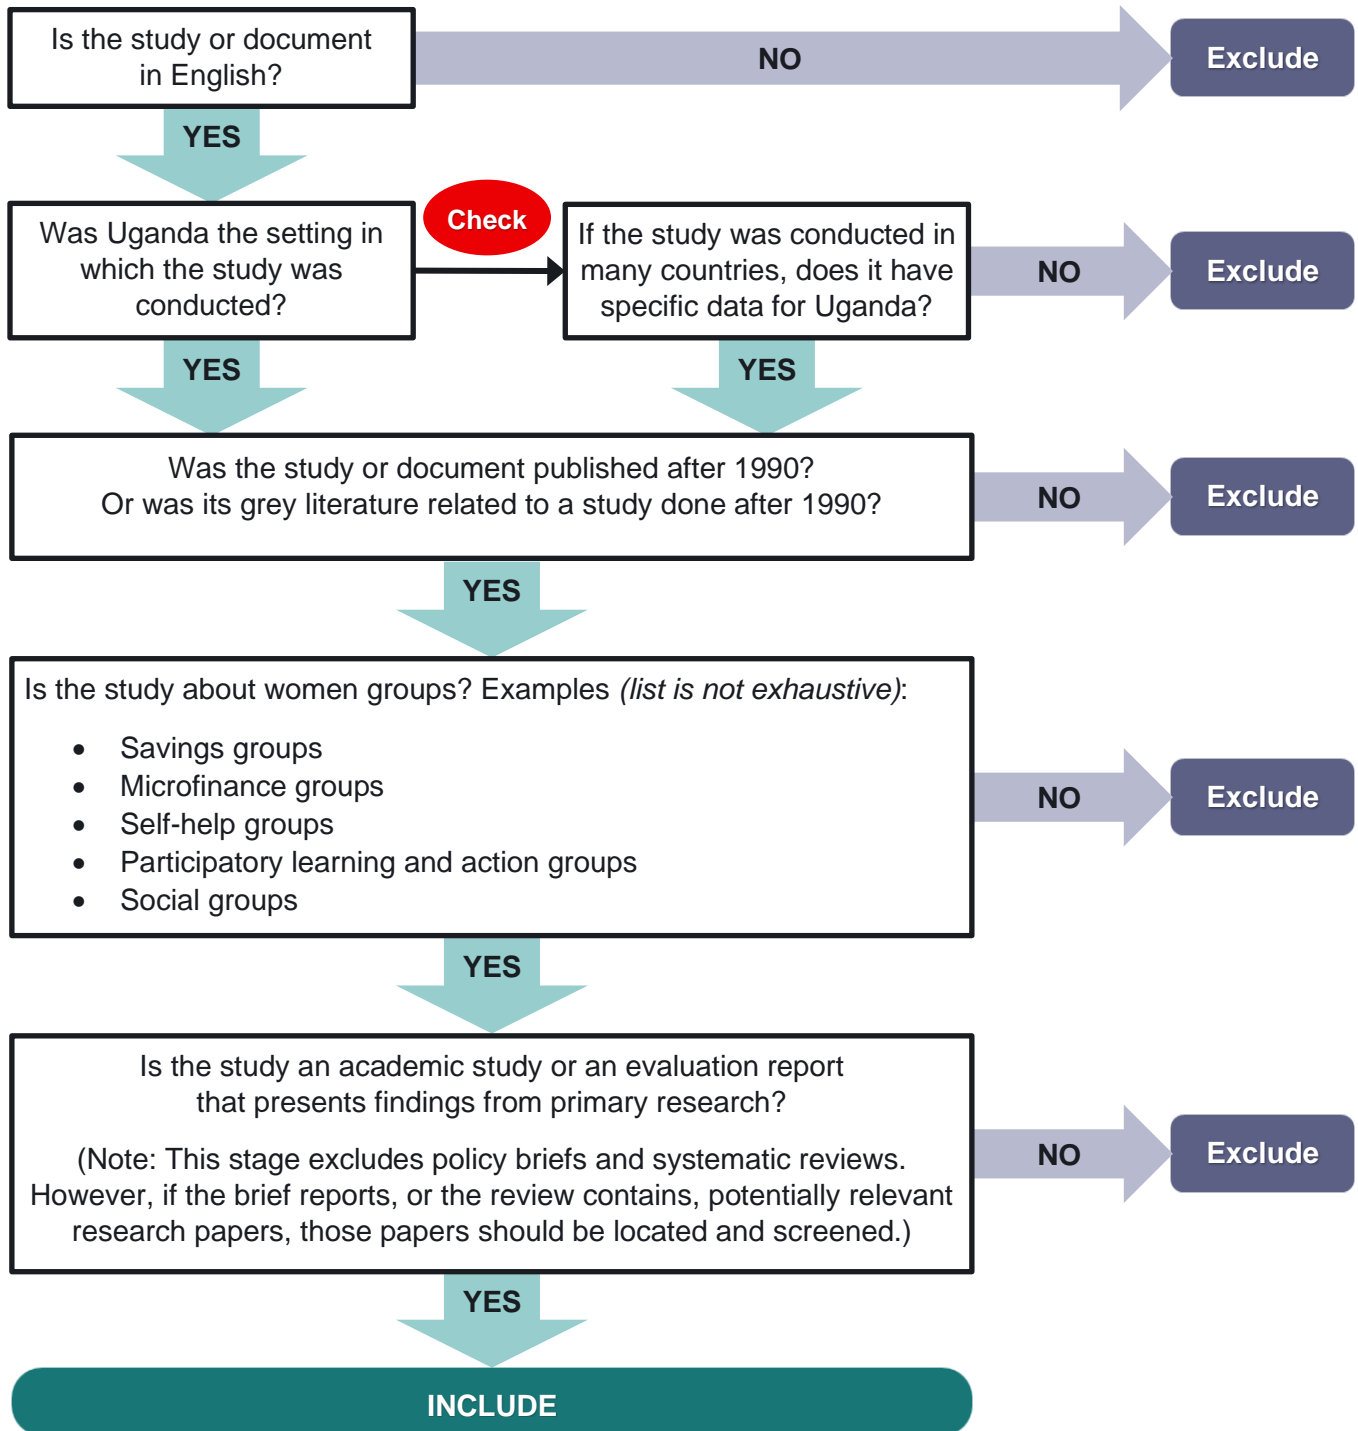 Is the study or document
in English?
NO
Exclude
YES
Was Uganda the setting in
which the study was
conducted?
Check
If the study was conducted in
many countries, does it have
specific data for Uganda?
NO
Exclude
YES
YES
Was the study or document published after 1990?
Or was its grey literature related to a study done after 1990?
NO
Exclude
YES
Is the study about women groups? Examples (list is not exhaustive):
• Savings groups
• Microfinance groups
• Self-help groups
• Participatory learning and action groups
• Social groups
NO
Exclude
YES
Is the study an academic study or an evaluation report
that presents findings from primary research?
(Note: This stage excludes policy briefs and systematic reviews.
However, if the brief reports, or the review contains, potentially relevant
research papers, those papers should be located and screened.)
NO
Exclude
YES
INCLUDE